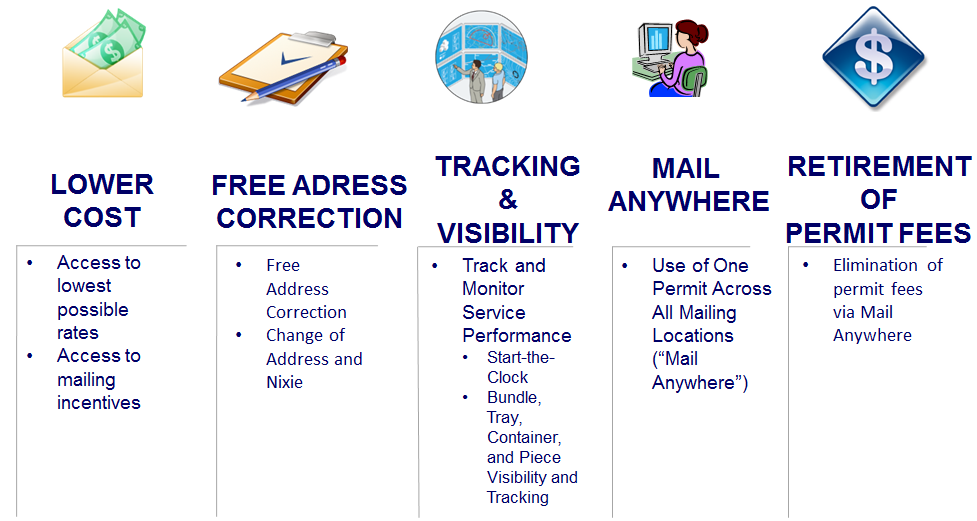 LOWER
COST
• Access to
lowest
possible
rates
• Access to
mailing
incentives
FREE ADRESS
CORRECTION
• Free
Address
Correction
• Change of
Address and
Nixie
TRACKING
&
VISIBILITY
• Track and
Monitor
Service
Performance
• Start-the-
Clock
• Bundle,
Tray,
Container,
and Piece
Visibility and
Tracking
MAIL
ANYWHERE
• Use of One
Permit Across
All Mailing
Locations
(“Mail
Anywhere”)
RETIREMENT
OF
PERMIT FEES
• Elimination of
permit fees
via Mail
Anywhere